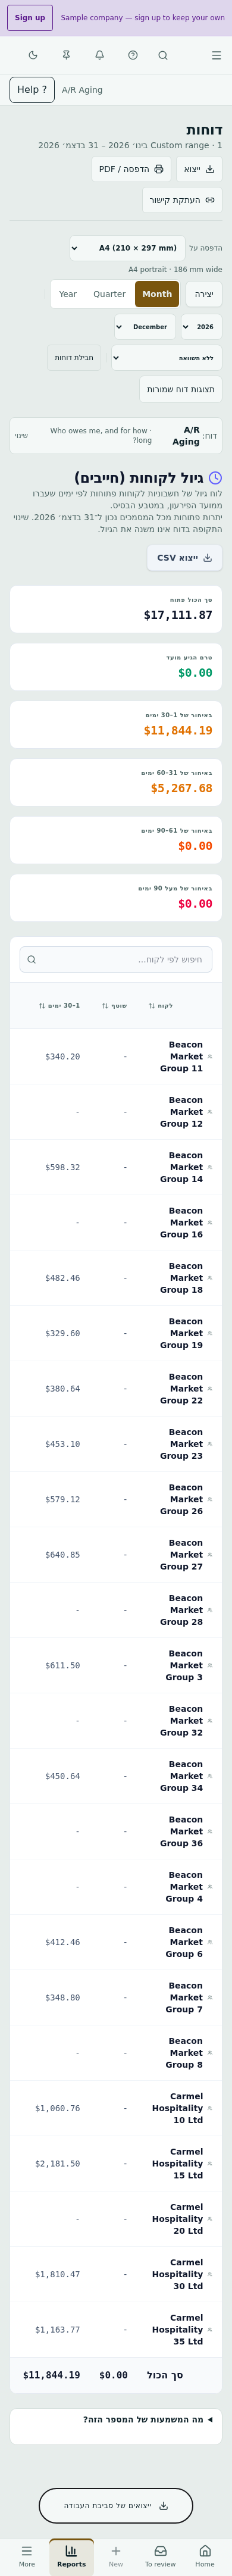 Sign up
Sample company — sign up to keep your own
Help ?
A/R Aging
דוחות
Custom range · 1 בינו׳ 2026 – 31 בדצמ׳ 2026
ייצוא
הדפסה / PDF
העתקת קישור
הדפסה על
A4 (210 × 297 mm)
A4 portrait · 186 mm wide
יצירה
Month
Quarter
Year
2026
December
ללא השוואה
חבילת דוחות
תצוגות דוח שמורות
דוח:
A/R Aging
· Who owes me, and for how long?
שינוי
גיול לקוחות (חייבים)
לוח גיול של חשבוניות לקוחות פתוחות לפי ימים שעברו ממועד הפירעון, במטבע הבסיס.
יתרות פתוחות מכל המסמכים נכון ל־31 בדצמ׳ 2026. שינוי התקופה בדוח אינו משנה את הגיול.
ייצוא CSV
סך הכול פתוח
$17,111.87
טרם הגיע מועד
$0.00
באיחור של 1–30 ימים
$11,844.19
באיחור של 31–60 ימים
$5,267.68
באיחור של 61–90 ימים
$0.00
באיחור של מעל 90 ימים
$0.00
חיפוש לפי לקוח...
לקוח
שוטף
1–30 ימים
Beacon Market Group 11 - $340.20
Beacon Market Group 12 - -
Beacon Market Group 14 - $598.32
Beacon Market Group 16 - -
Beacon Market Group 18 - $482.46
Beacon Market Group 19 - $329.60
Beacon Market Group 22 - $380.64
Beacon Market Group 23 - $453.10
Beacon Market Group 26 - $579.12
Beacon Market Group 27 - $640.85
Beacon Market Group 28 - -
Beacon Market Group 3 - $611.50
Beacon Market Group 32 - -
Beacon Market Group 34 - $450.64
Beacon Market Group 36 - -
Beacon Market Group 4 - -
Beacon Market Group 6 - $412.46
Beacon Market Group 7 - $348.80
Beacon Market Group 8 - -
Carmel Hospitality 10 Ltd - $1,060.76
Carmel Hospitality 15 Ltd - $2,181.50
Carmel Hospitality 20 Ltd - -
Carmel Hospitality 30 Ltd - $1,810.47
Carmel Hospitality 35 Ltd - $1,163.77
סך הכול $0.00 $11,844.19
מה המשמעות של המספר הזה?
ייצואים של סביבת העבודה
More
Reports
New
To review
Home